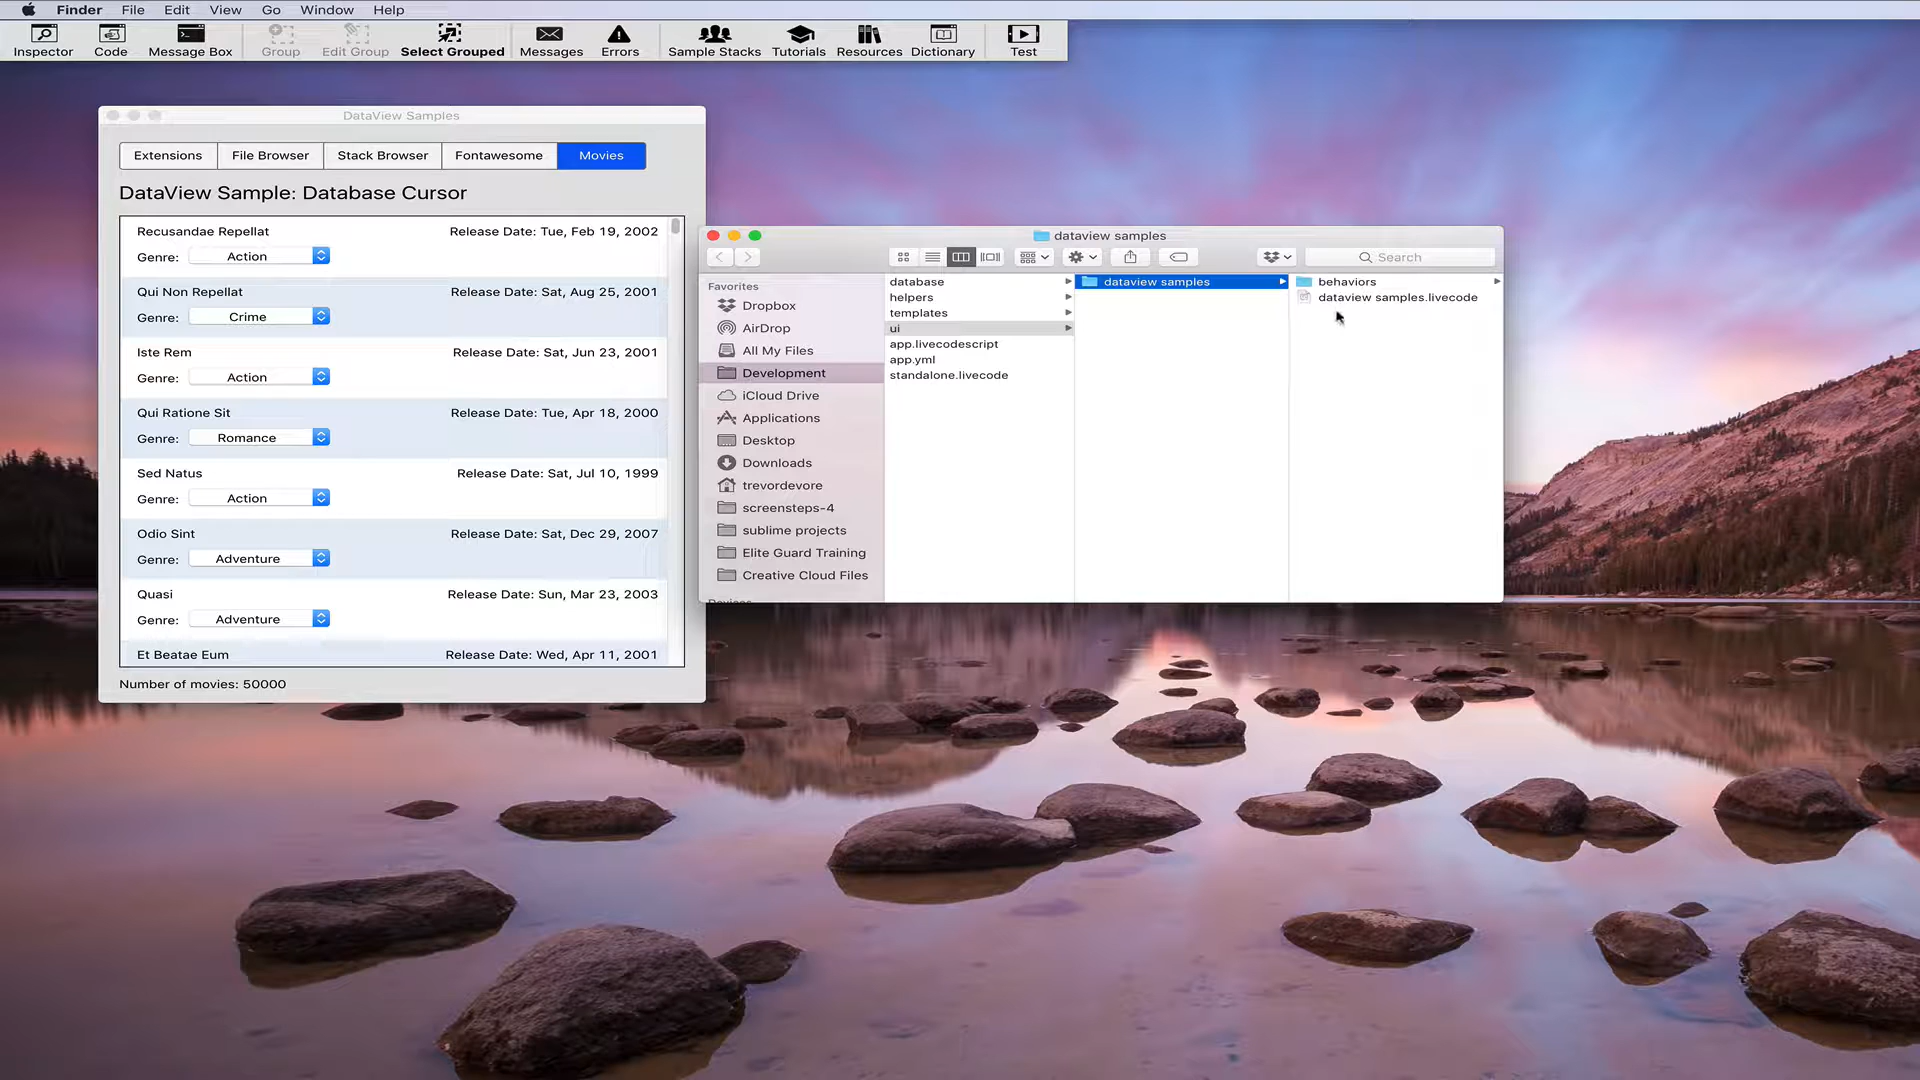 Finder File Edit View Go Window Help
Inspector Code Message Box Group Edit Group Select Grouped Messages Errors Sample Stacks Tutorials Resources Dictionary Test
DataView Samples
Extensions File Browser Stack Browser Fontawesome Movies
DataView Sample: Database Cursor
Recusandae Repellat Release Date: Tue, Feb 19, 2002
Genre: Action
Qui Non Repellat Release Date: Sat, Aug 25, 2001
Genre: Crime
Iste Rem Release Date: Sat, Jun 23, 2001
Genre: Action
Qui Ratione Sit Release Date: Tue, Apr 18, 2000
Genre: Romance
Sed Natus Release Date: Sat, Jul 10, 1999
Genre: Action
Odio Sint Release Date: Sat, Dec 29, 2007
Genre: Adventure
Quasi Release Date: Sun, Mar 23, 2003
Genre: Adventure
Et Beatae Eum Release Date: Wed, Apr 11, 2001
Number of movies: 50000
dataview samples
Search
Favorites
Dropbox
AirDrop
All My Files
Development
iCloud Drive
Applications
Desktop
Downloads
trevordevore
screensteps-4
sublime projects
Elite Guard Training
Creative Cloud Files
database
helpers
templates
ui
app.livecodescript
app.yml
standalone.livecode
dataview samples
behaviors
dataview samples.livecode